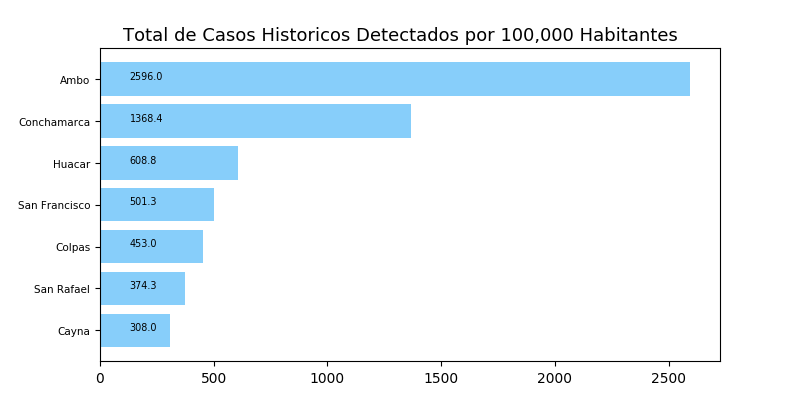 Total de Casos Historicos Detectados por 100,000 Habitantes
Ambo 2596.0
Conchamarca 1368.4
Huacar 608.8
San Francisco 501.3
Colpas 453.0
San Rafael 374.3
Cayna 308.0
0 500 1000 1500 2000 2500